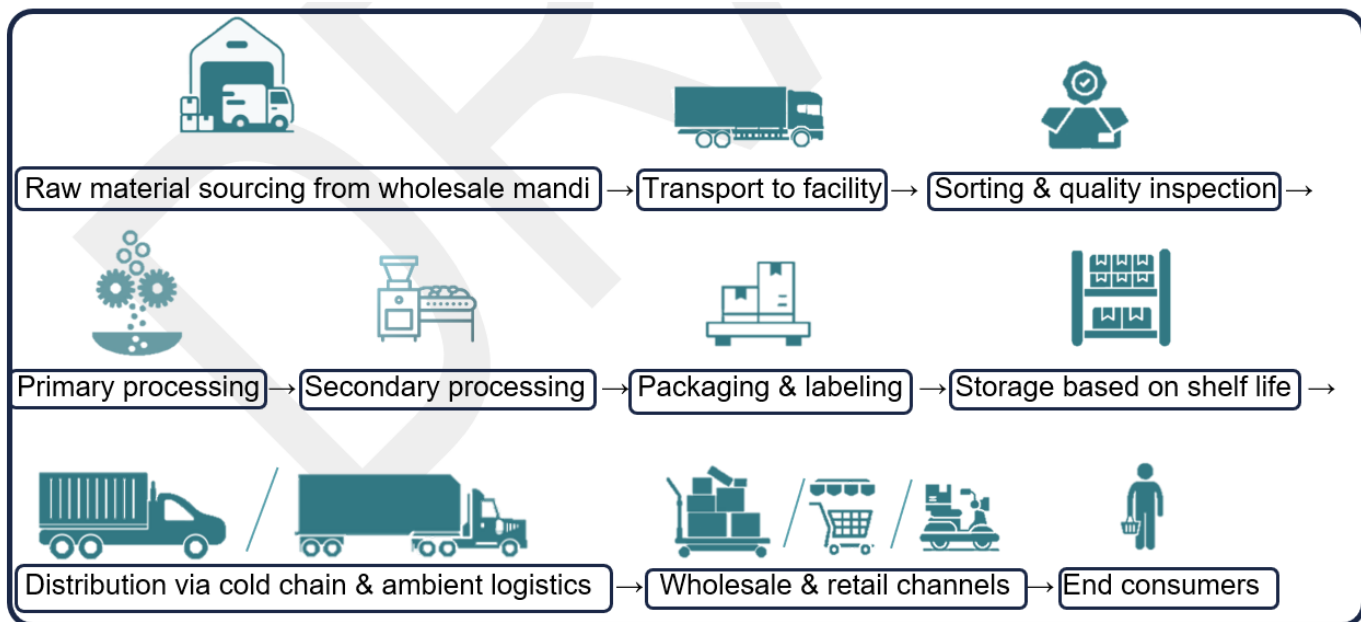 Raw material sourcing from wholesale mandi → Transport to facility → Sorting & quality inspection →
Primary processing → Secondary processing → Packaging & labeling → Storage based on shelf life →
Distribution via cold chain & ambient logistics → Wholesale & retail channels → End consumers